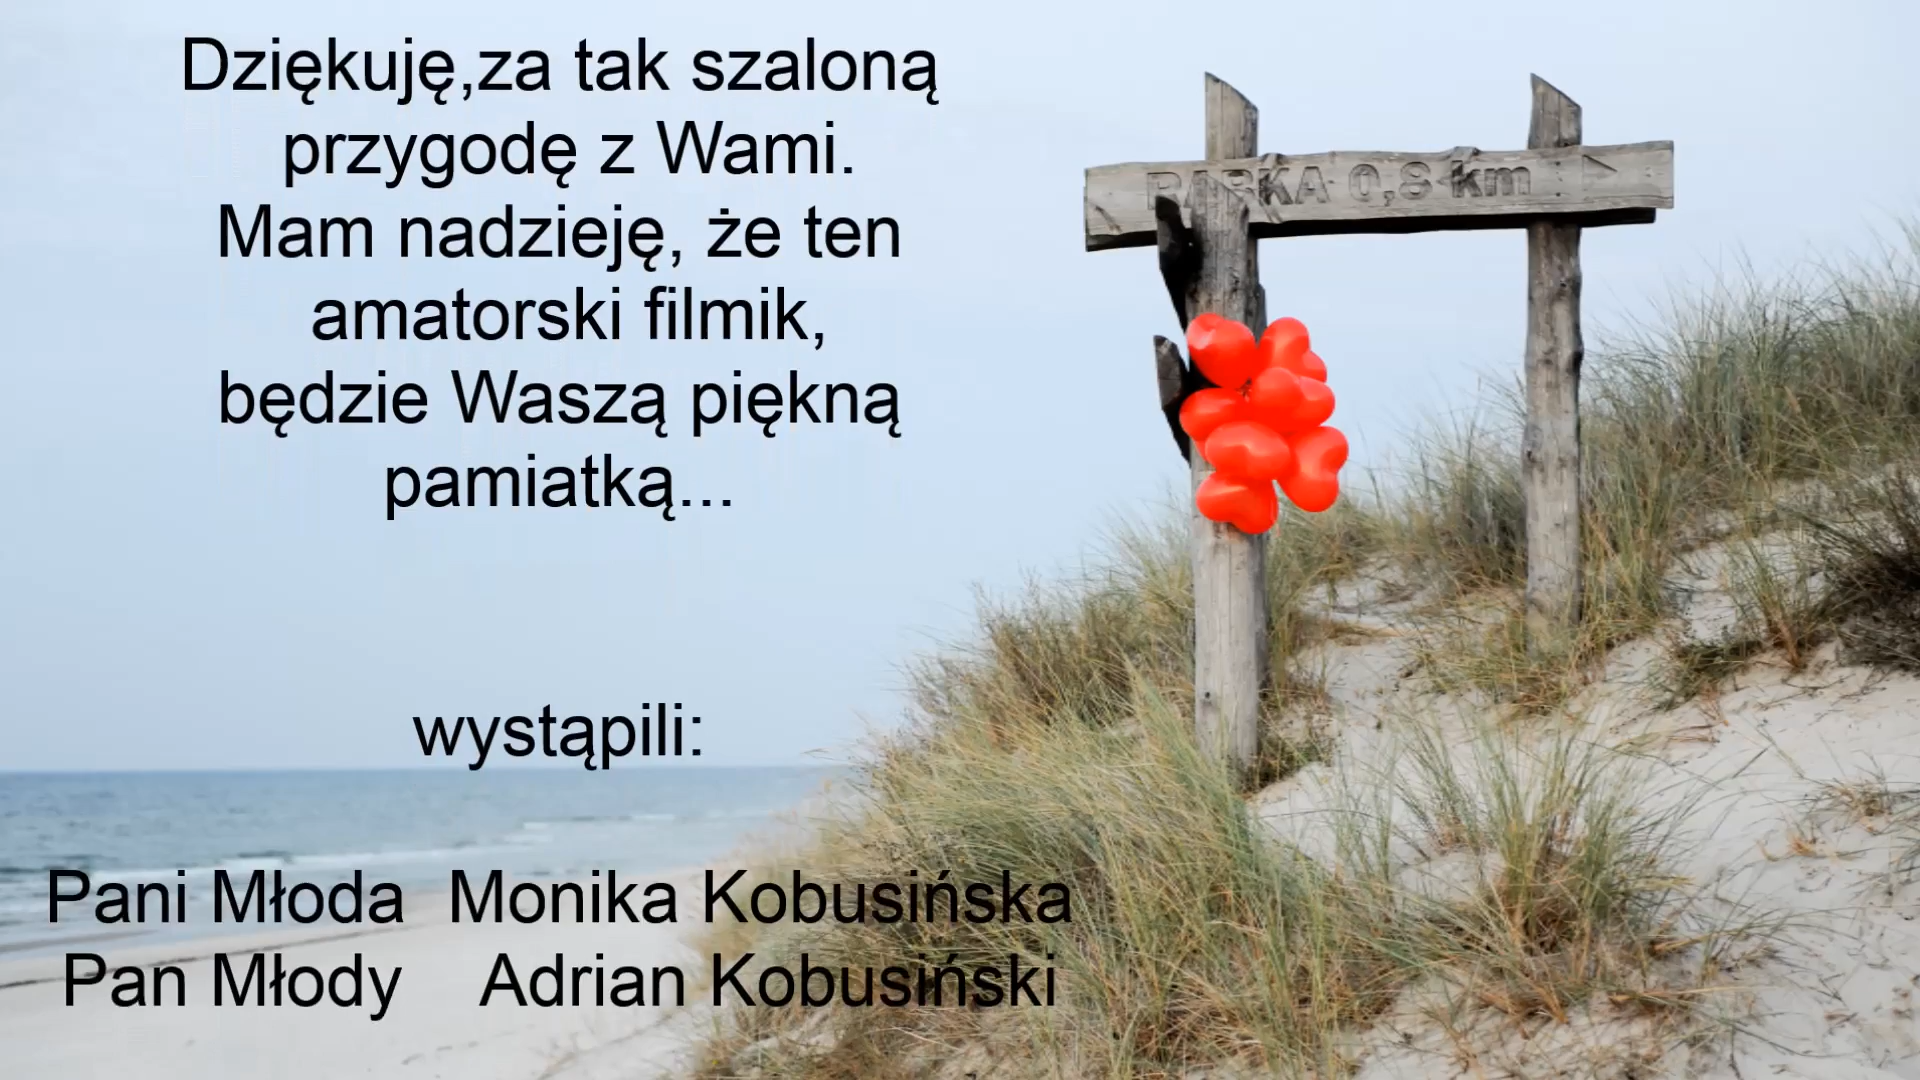 Dziękuję,za tak szaloną
przygodę z Wami.
Mam nadzieję, że ten
amatorski filmik,
będzie Waszą piękną
pamiatką...
wystąpili:
Pani Młoda Monika Kobusińska
Pan Młody Adrian Kobusiński
0,8 km